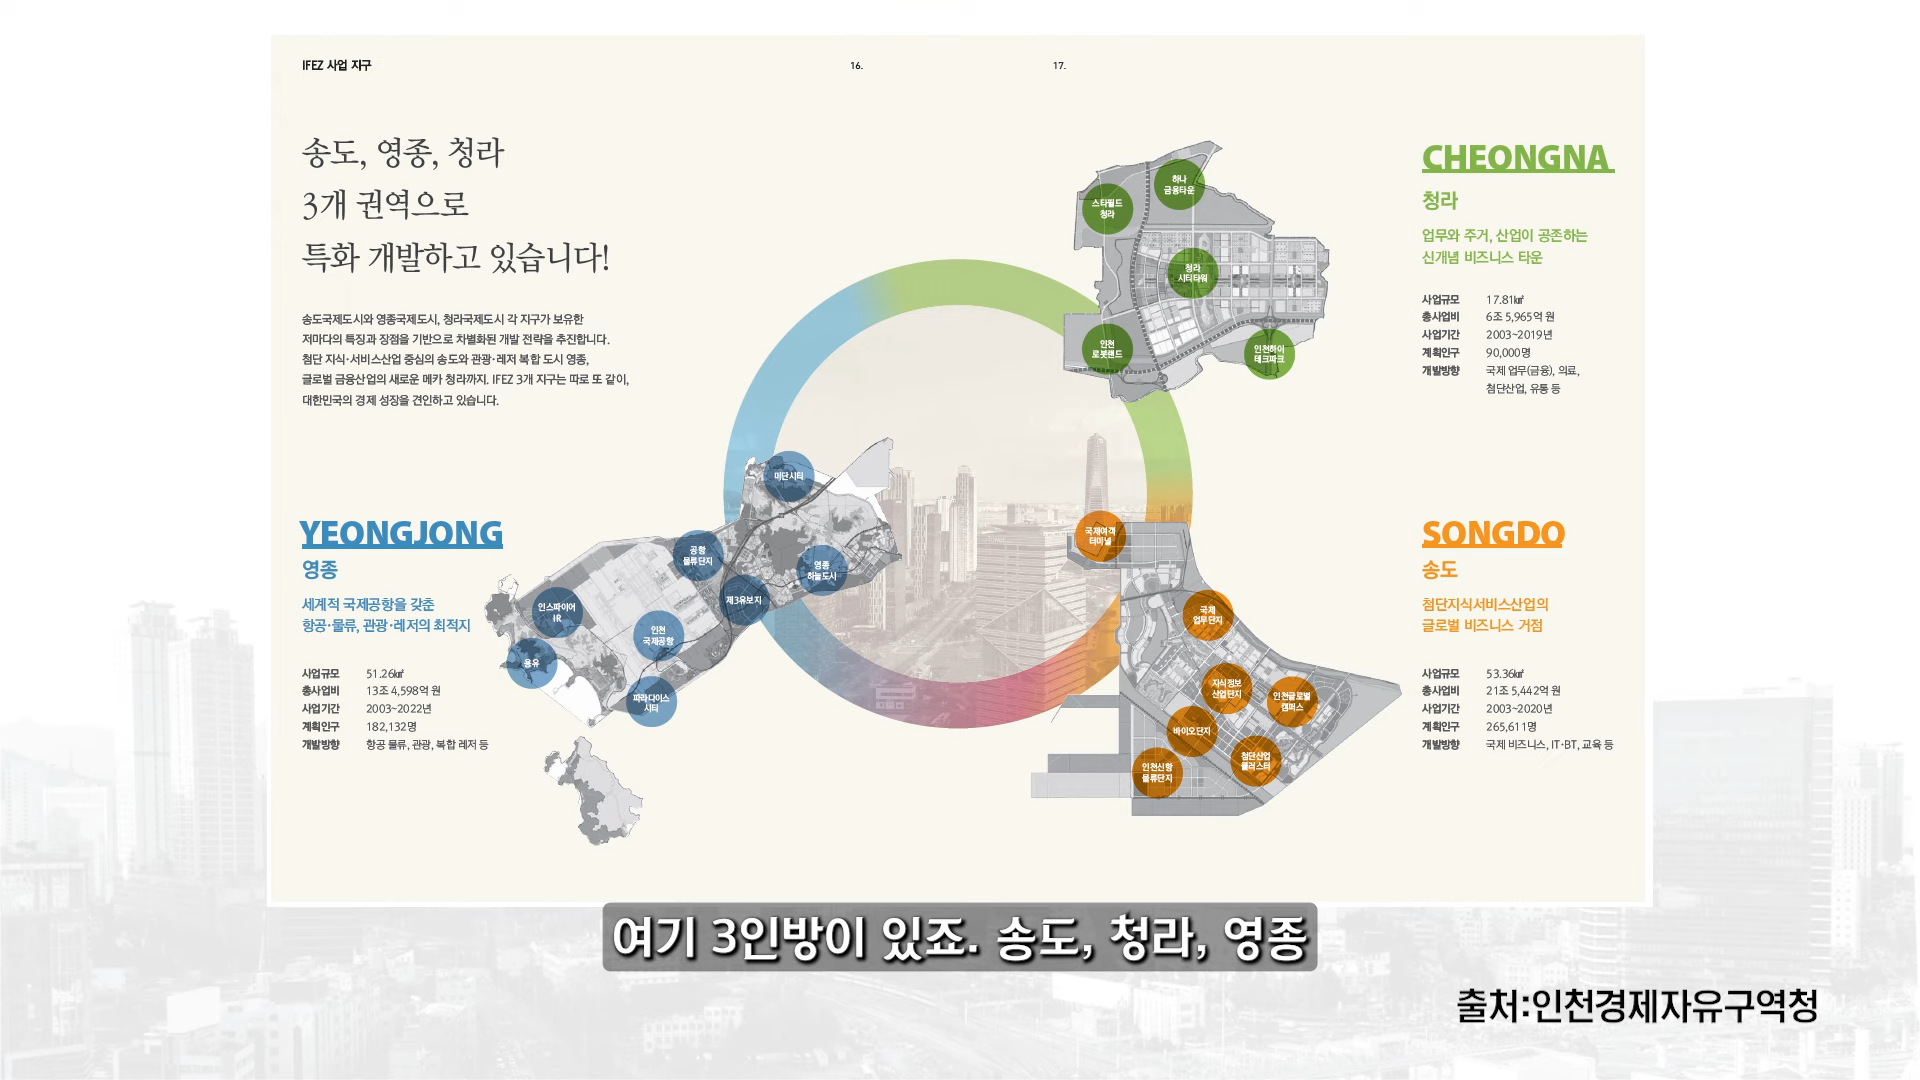 IFEZ 사업 지구
16.
17.
송도, 영종, 청라
3개 권역으로
특화 개발하고 있습니다!
송도국제도시와 영종국제도시, 청라국제도시 각 지구가 보유한
저마다의 특징과 장점을 기반으로 차별화된 개발 전략을 추진합니다.
첨단 지식·서비스산업 중심의 송도와 관광·레저 복합 도시 영종,
글로벌 금융산업의 새로운 메카 청라까지. IFEZ 3개 지구는 따로 또 같이,
대한민국의 경제 성장을 견인하고 있습니다.
CHEONGNA
청라
업무와 주거, 산업이 공존하는
신개념 비즈니스 타운
사업규모 17.81㎢
총사업비 6조 5,965억 원
사업기간 2003~2019년
계획인구 90,000명
개발방향 국제 업무(금융), 의료,
첨단산업, 유통 등
하나
금융타운
스타필드
청라
청라
시티타워
인천
로봇랜드
인천하이
테크파크
YEONGJONG
영종
세계적 국제공항을 갖춘
항공·물류, 관광·레저의 최적지
사업규모 51.26㎢
총사업비 13조 4,598억 원
사업기간 2003~2022년
계획인구 182,132명
개발방향 항공 물류, 관광, 복합 레저 등
미단시티
공항
물류단지
영종
하늘도시
제3유보지
인스파이어
IR
인천
국제공항
용유
파라다이스
시티
SONGDO
송도
첨단지식서비스산업의
글로벌 비즈니스 거점
사업규모 53.36㎢
총사업비 21조 5,442억 원
사업기간 2003~2020년
계획인구 265,611명
개발방향 국제 비즈니스, IT·BT, 교육 등
국제여객
터미널
국제
업무단지
지식정보
산업단지
인천글로벌
캠퍼스
바이오단지
첨단산업
클러스터
인천신항
물류단지
여기 3인방이 있죠. 송도, 청라, 영종
출처:인천경제자유구역청